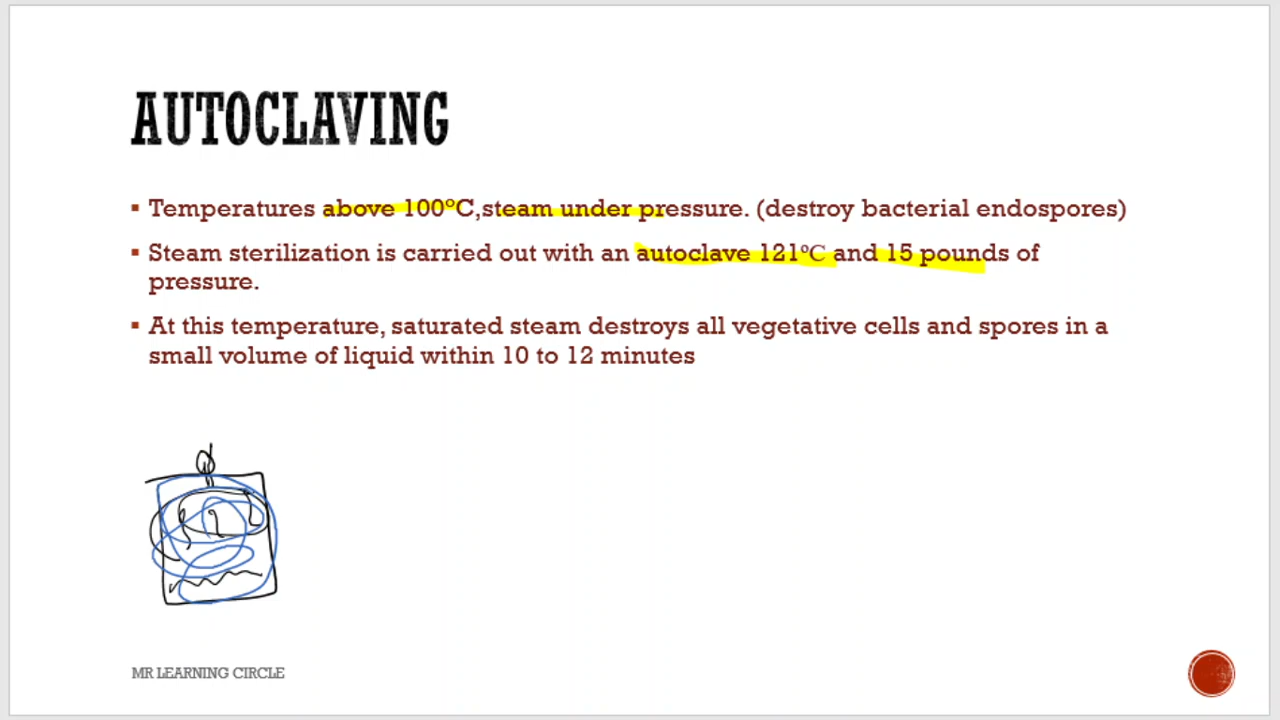 AUTOCLAVING
▪ Temperatures above 100°C,steam under pressure. (destroy bacterial endospores)
▪ Steam sterilization is carried out with an autoclave 121°C and 15 pounds of
pressure.
▪ At this temperature, saturated steam destroys all vegetative cells and spores in a
small volume of liquid within 10 to 12 minutes
MR LEARNING CIRCLE